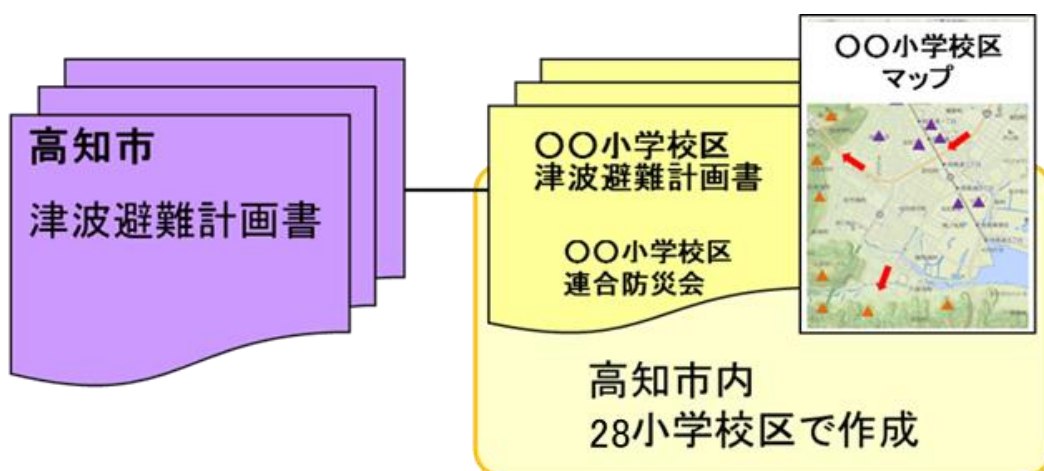 高知市
津波避難計画書
〇〇小学校区
津波避難計画書
〇〇小学校区
連合防災会
〇〇小学校区
マップ
高知市内
28小学校区で作成